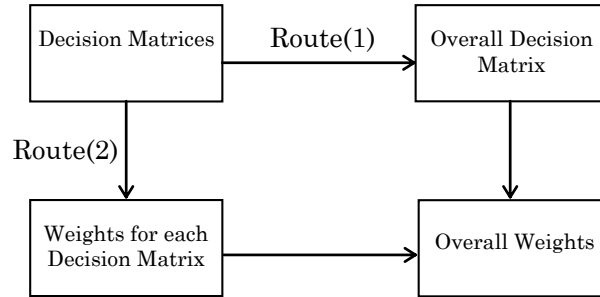 Decision Matrices
Route(1)
Overall Decision
Matrix
Route(2)
Weights for each
Decision Matrix
Overall Weights